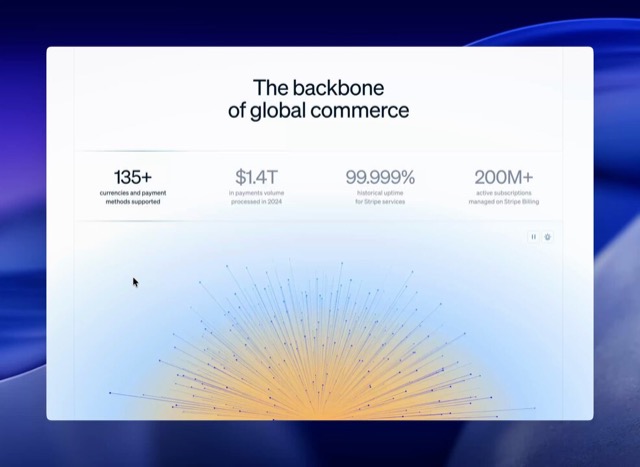 The backbone
of global commerce
135+
currencies and payment
methods supported
$1.4T
in payments volume
processed in 2024
99.999%
historical uptime
for Stripe services
200M+
active subscriptions
managed on Stripe Billing